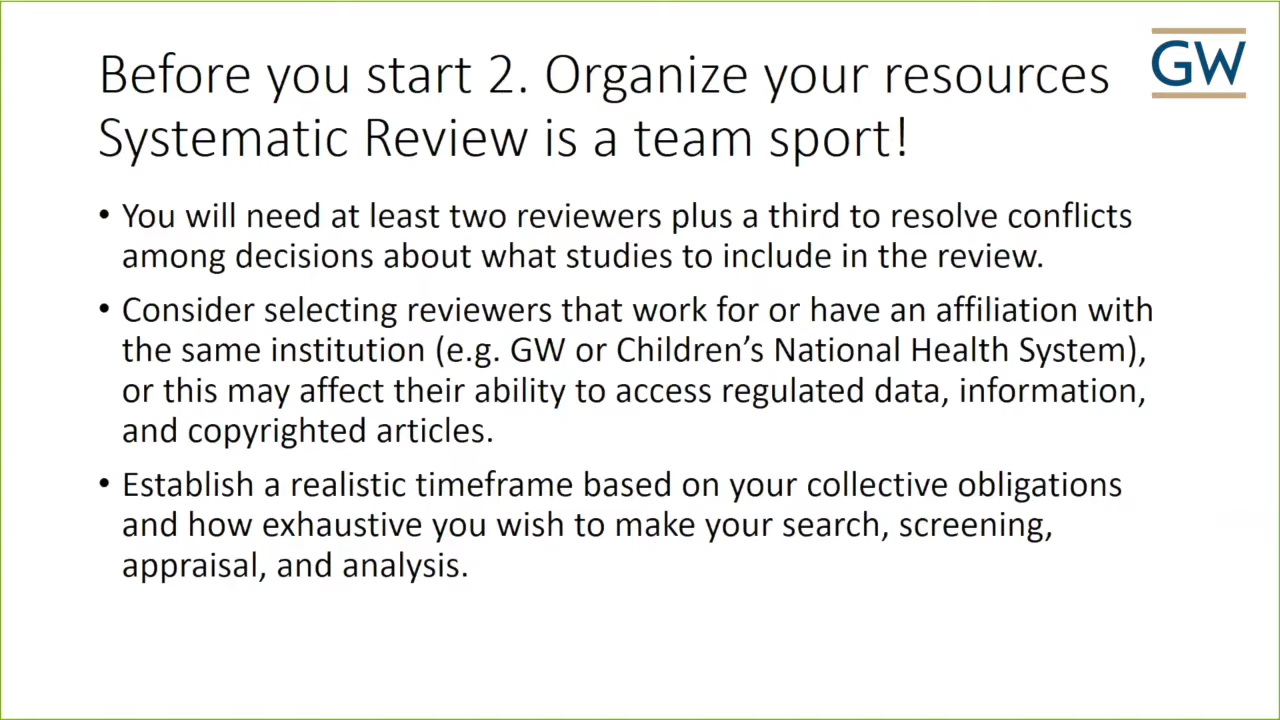 Before you start 2. Organize your resources
GW
Systematic Review is a team sport!
• You will need at least two reviewers plus a third to resolve conflicts
among decisions about what studies to include in the review.
• Consider selecting reviewers that work for or have an affiliation with
the same institution (e.g. GW or Children’s National Health System),
or this may affect their ability to access regulated data, information,
and copyrighted articles.
• Establish a realistic timeframe based on your collective obligations
and how exhaustive you wish to make your search, screening,
appraisal, and analysis.